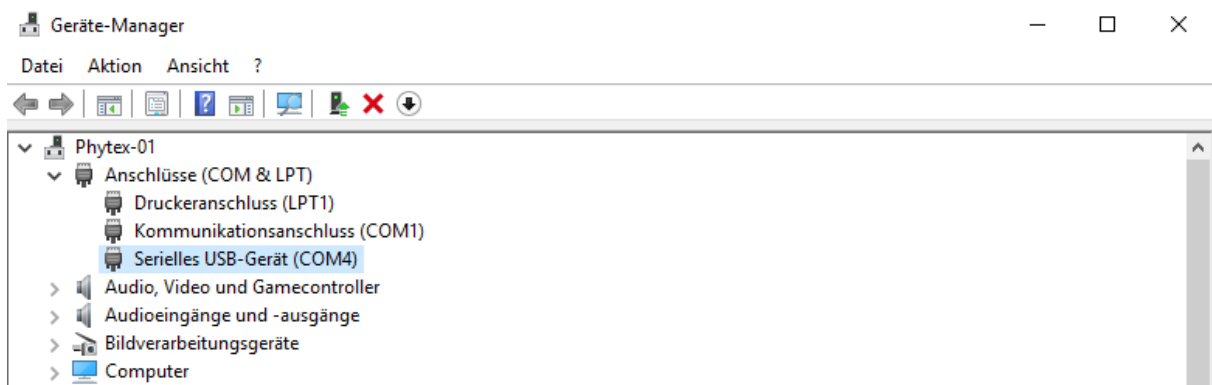 Geräte-Manager
Datei Aktion Ansicht ?
Phytex-01
Anschlüsse (COM & LPT)
Druckeranschluss (LPT1)
Kommunikationsanschluss (COM1)
Serielles USB-Gerät (COM4)
Audio, Video und Gamecontroller
Audioeingänge und -ausgänge
Bildverarbeitungsgeräte
Computer